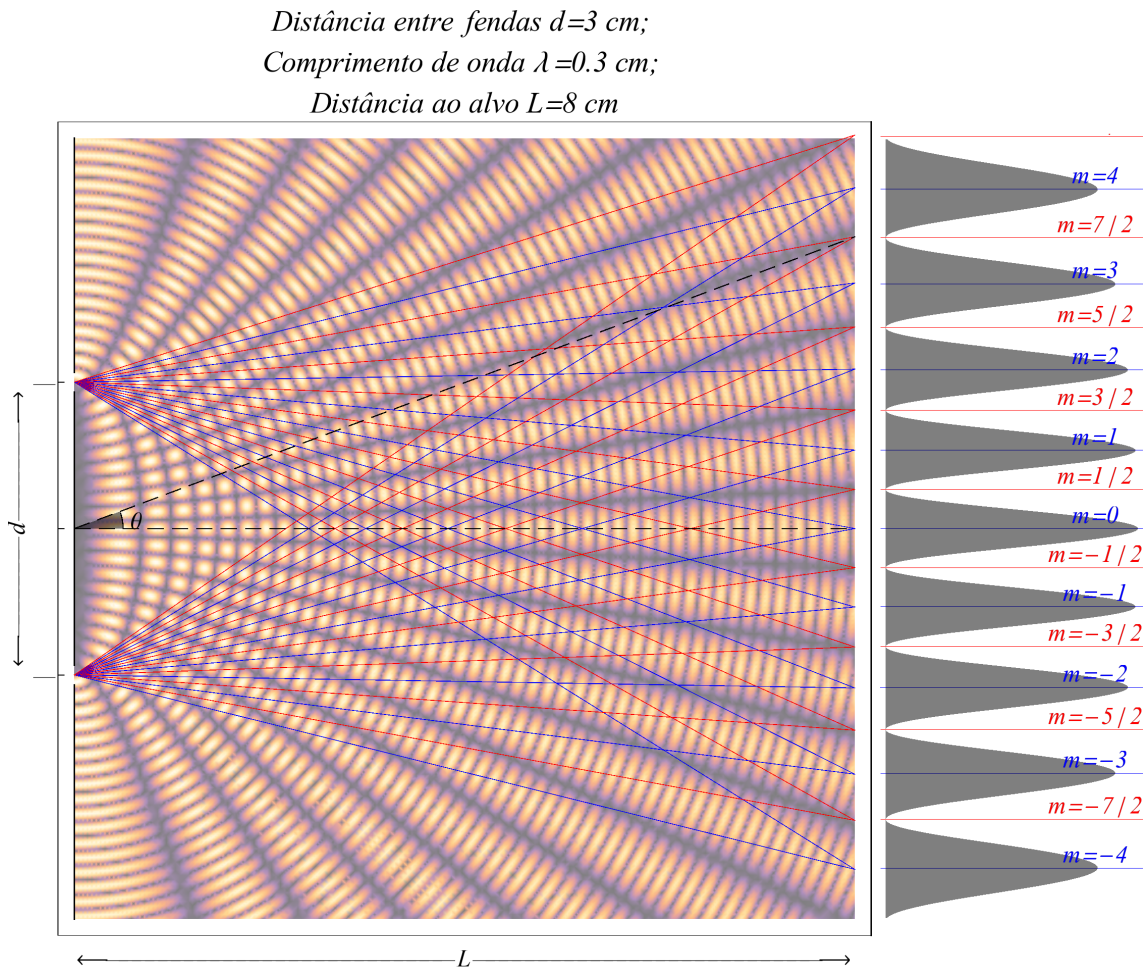 Distância entre fendas d=3 cm;
Comprimento de onda λ=0.3 cm;
Distância ao alvo L=8 cm
m=4
m=7/2
m=3
m=5/2
m=2
m=3/2
m=1
m=1/2
m=0
m=-1/2
m=-1
m=-3/2
m=-2
m=-5/2
m=-3
m=-7/2
m=-4
d
θ
L